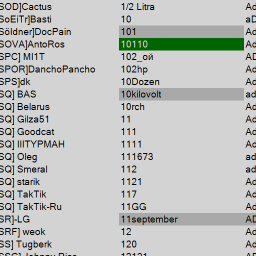 SOD]Cactus 1/2 Litra Ad
SoEiTr]Basti 10 aD
Söldner]DocPain 101 Ad
SOVA]AntoRos 10110 Ad
SPC] MI1T 102_ой AD
SPOR]DanchoPancho 102hp Ad
SPS]dk 10Dozen Ad
SQ] BAS 10kilovolt Ad
SQ] Belarus 10rch Ad
SQ] Gilza51 11 Ad
SQ] Goodcat 111 Ad
SQ] IIITYPMAH 1111 Ad
SQ] Oleg 111673 ad
SQ] Smeral 112 ad
SQ] starik 1121 Ad
SQ] TakTik 117 Ad
SQ] TakTik-Ru 11GG Ad
SR]-LG 11september AD
SRF] weok 12 Ad
SS] Tugberk 120 Ad